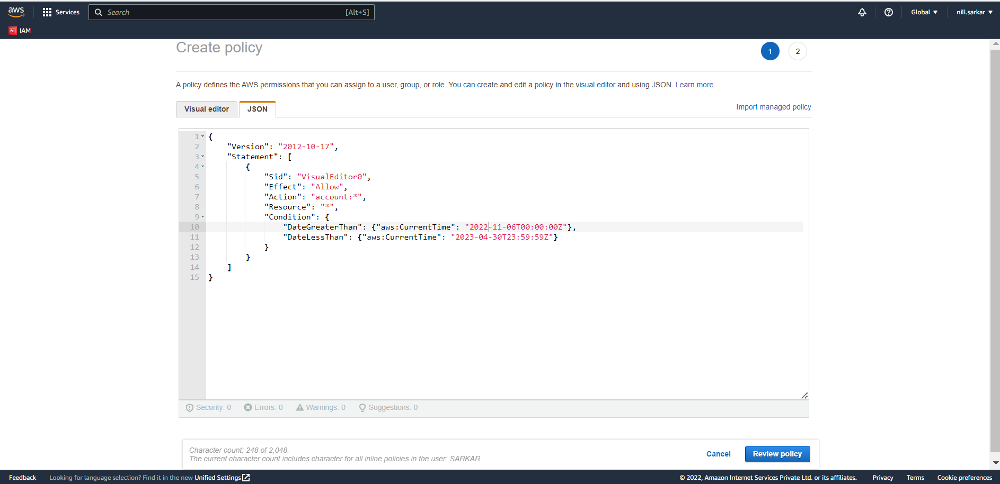 aws Services Search [Alt+S] Global nill.sarkar
IAM
Create policy 1 2
A policy defines the AWS permissions that you can assign to a user, group, or role. You can create and edit a policy in the visual editor and using JSON. Learn more
Visual editor JSON Import managed policy
1 {
2 "Version": "2012-10-17",
3 "Statement": [
4 {
5 "Sid": "VisualEditor0",
6 "Effect": "Allow",
7 "Action": "account:*",
8 "Resource": "*",
9 "Condition": {
10 "DateGreaterThan": {"aws:CurrentTime": "2022-11-06T00:00:00Z"},
11 "DateLessThan": {"aws:CurrentTime": "2023-04-30T23:59:59Z"}
12 }
13 }
14 ]
15 }
Security: 0 Errors: 0 Warnings: 0 Suggestions: 0
Character count: 248 of 2,048.
The current character count includes character for all inline policies in the user: SARKAR.
Cancel Review policy
Feedback Looking for language selection? Find it in the new Unified Settings © 2022, Amazon Internet Services Private Ltd. or its affiliates. Privacy Terms Cookie preferences